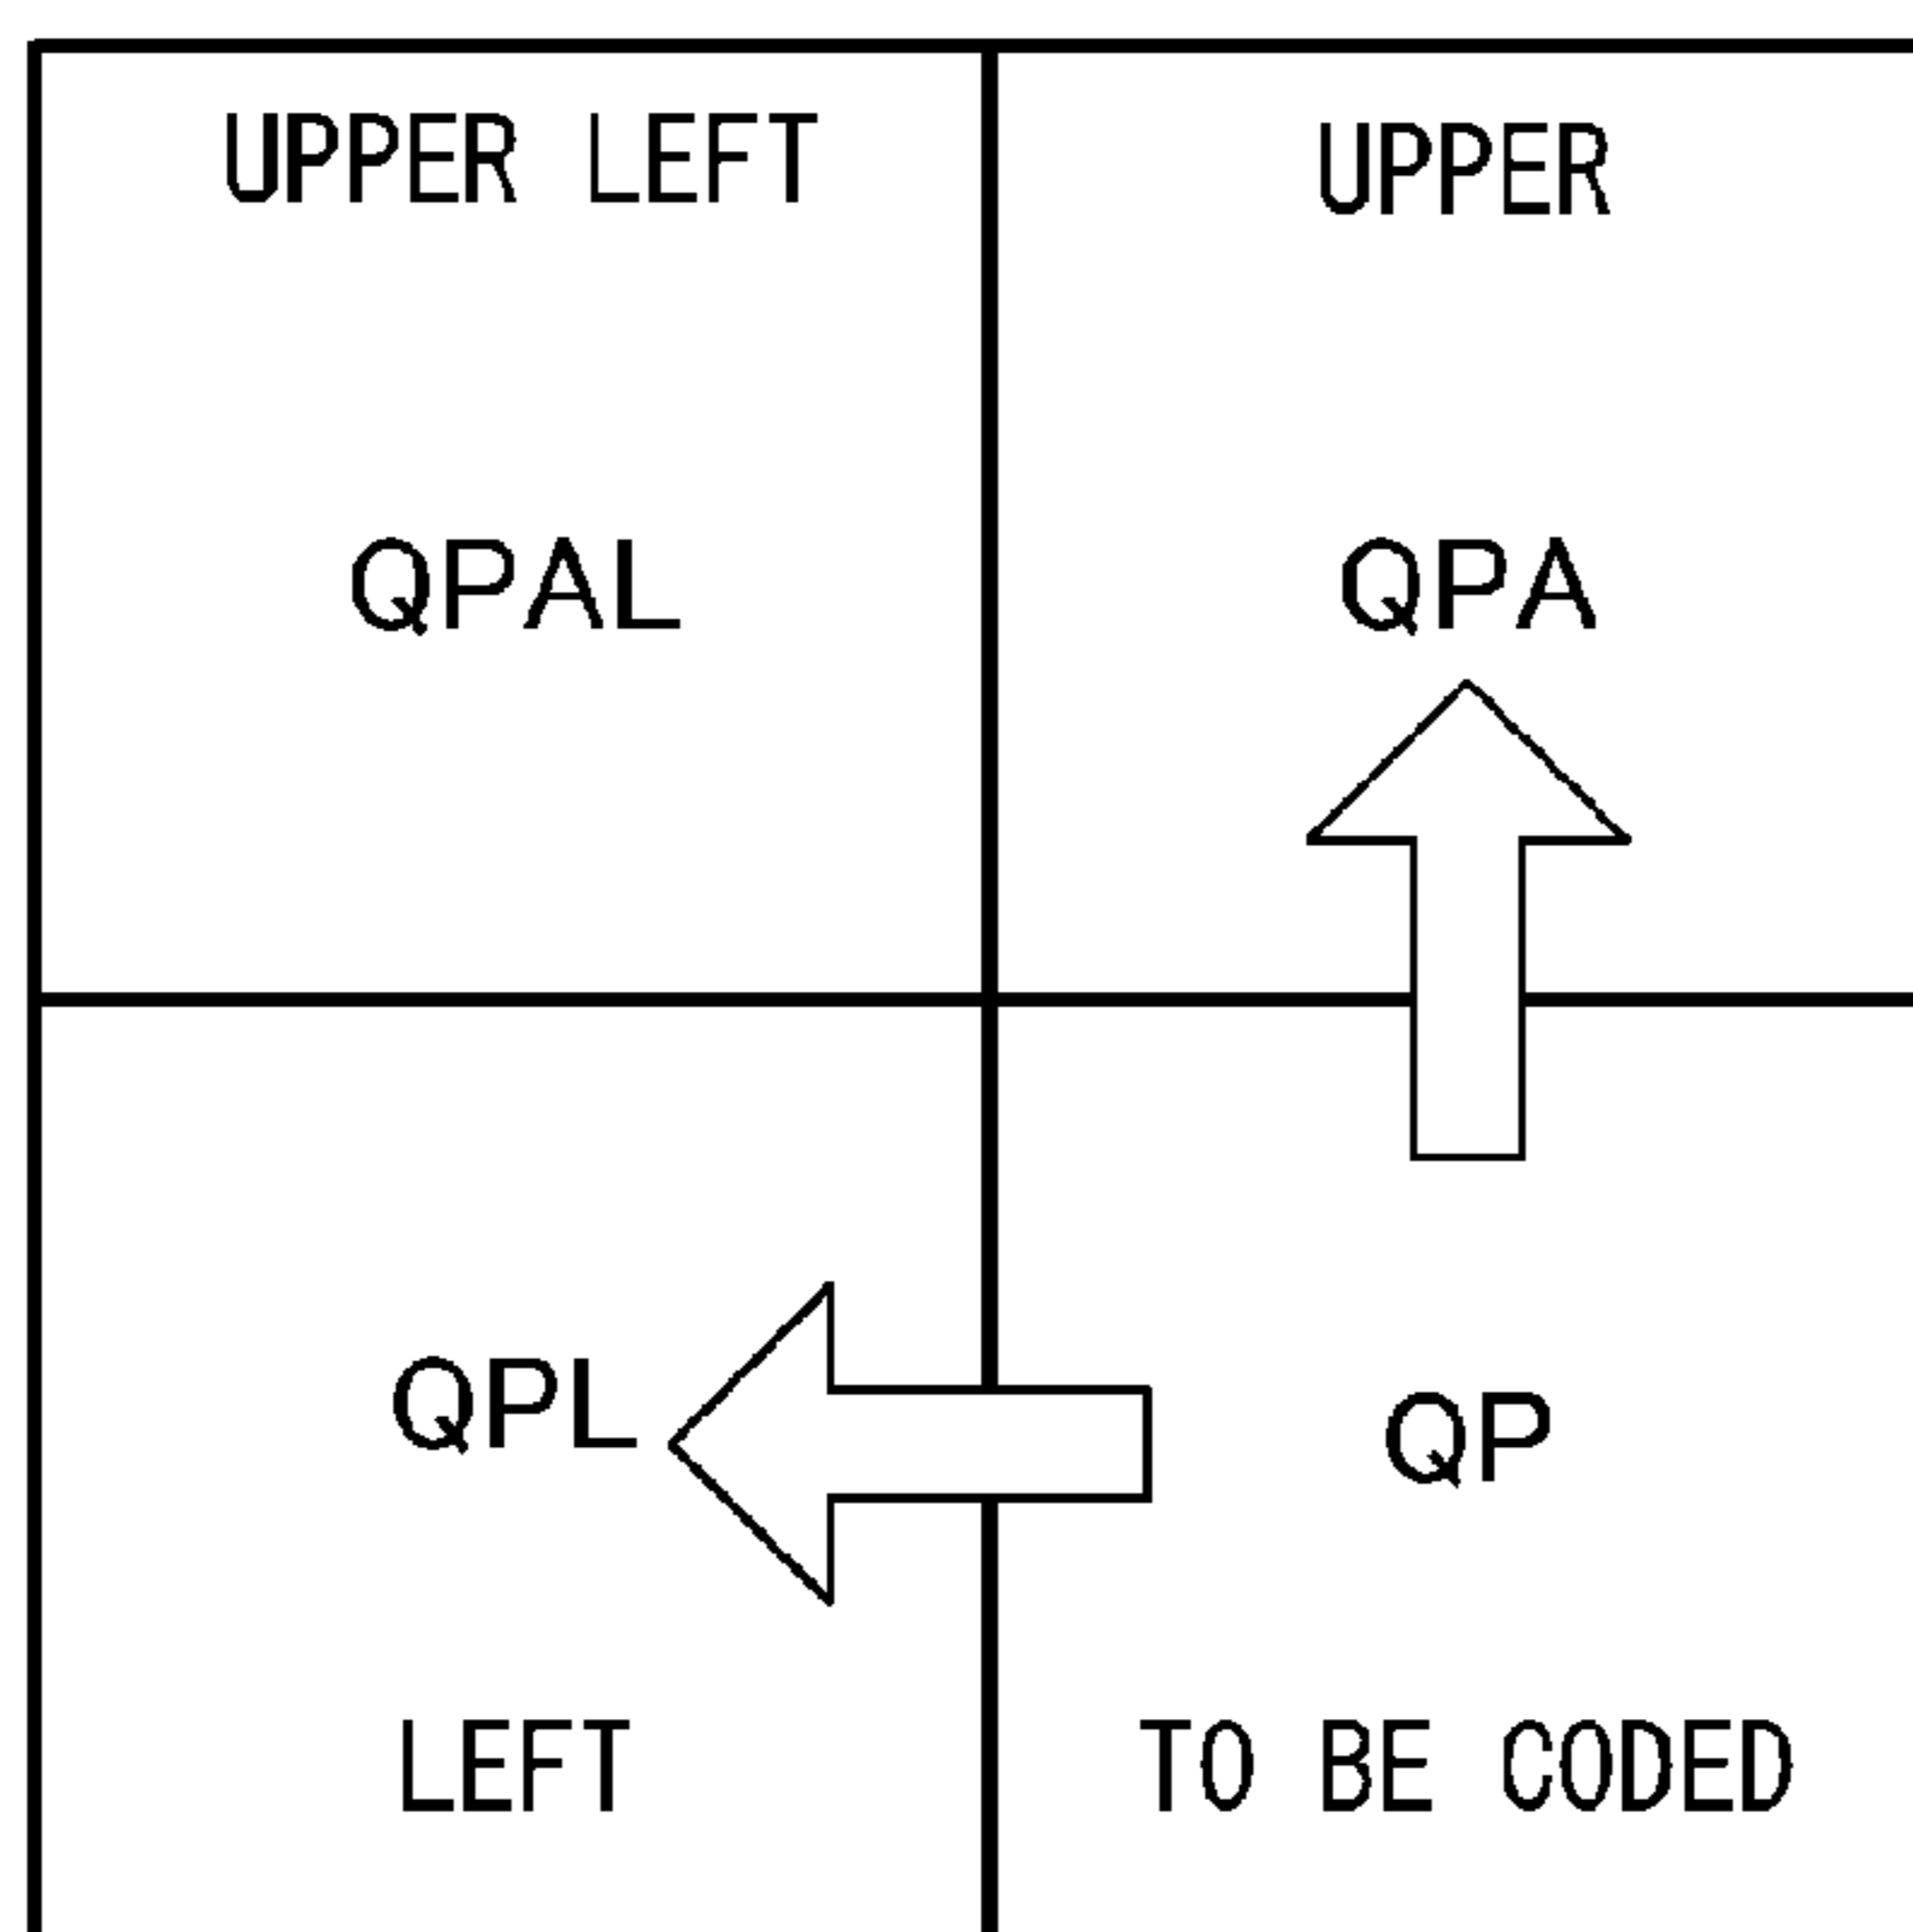 UPPER LEFT
UPPER
QPAL
QPA
QPL
QP
LEFT
TO BE CODED